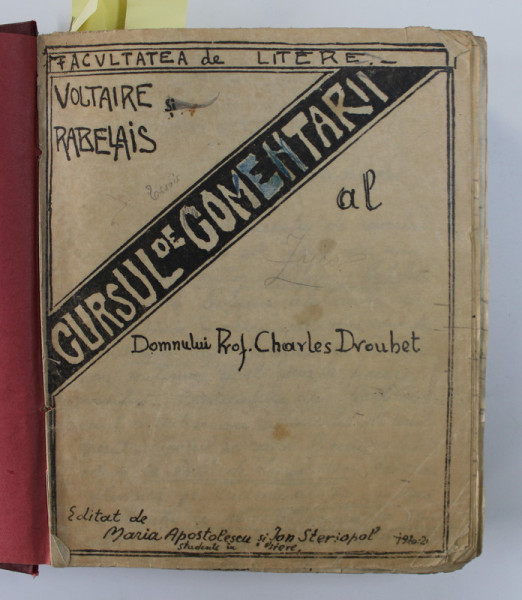 FACULTATEA de LITERE.-
VOLTAIRE și
RABELAIS
CURSUL DE COMENTARII
al
Domnului Prof. Charles Drouhet
Editat de
Maria Apostolescu și Ion Steriopol
studenti în litere.